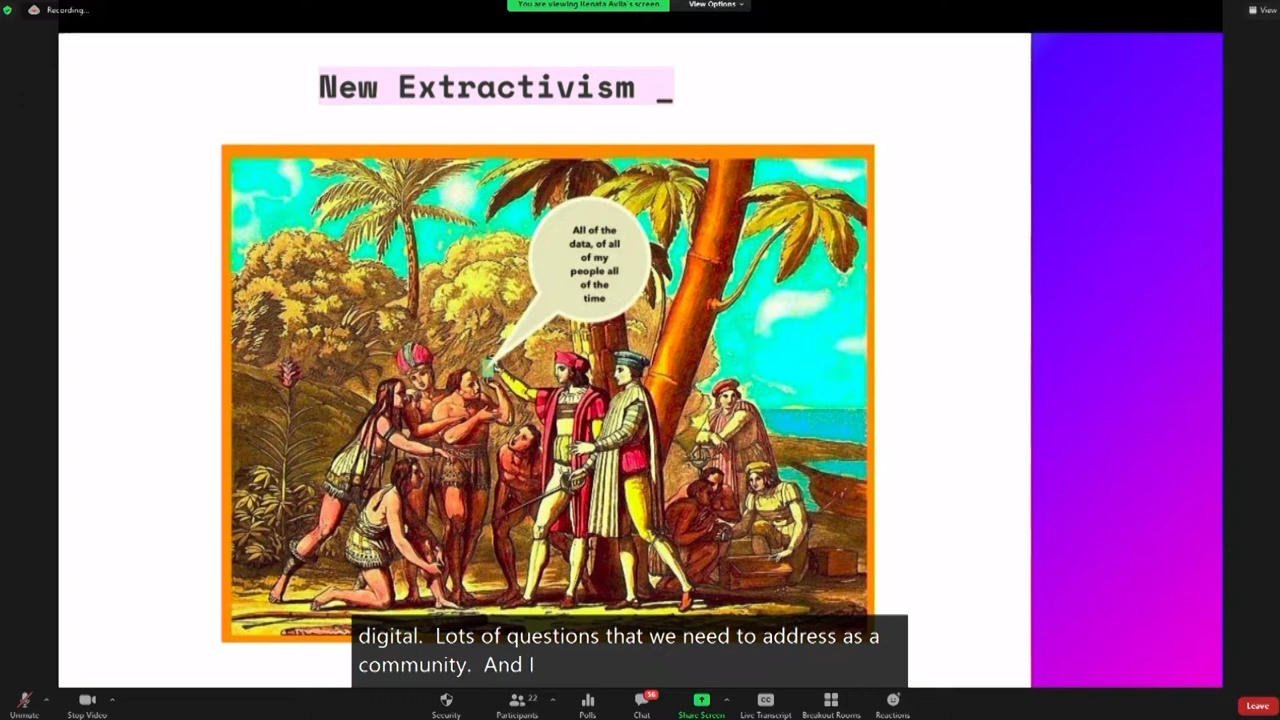 Recording...
You are viewing Renata Avila's screen
View Options
View
New Extractivism _
All of the
data, of all
of my
people all
of the
time
digital.  Lots of questions that we need to address as a
community.  And I
Unmute
Stop Video
Security
22
Participants
Polls
56
Chat
Share Screen
CC
Live Transcript
Breakout Rooms
Reactions
Leave